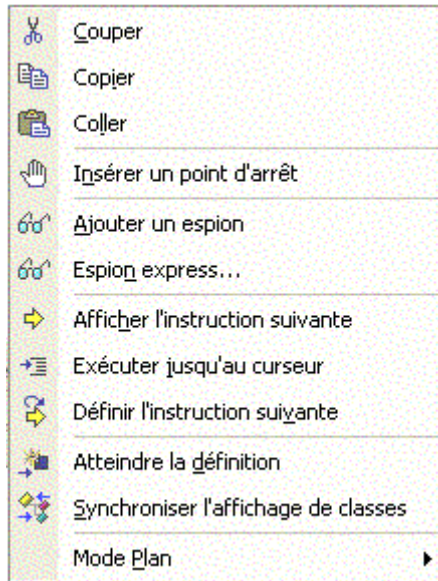 Couper
Copier
Coller
Insérer un point d'arrêt
Ajouter un espion
Espion express...
Afficher l'instruction suivante
Exécuter jusqu'au curseur
Définir l'instruction suivante
Atteindre la définition
Synchroniser l'affichage de classes
Mode Plan